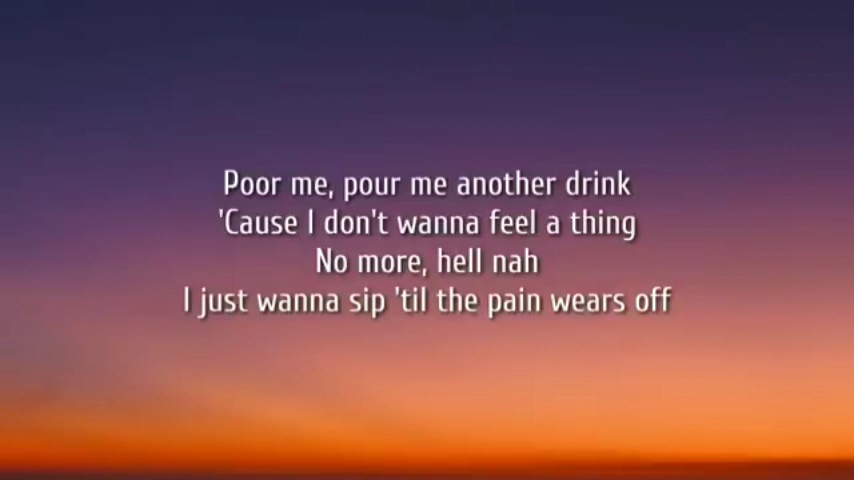 Poor me, pour me another drink
'Cause I don't wanna feel a thing
No more, hell nah
I just wanna sip 'til the pain wears off